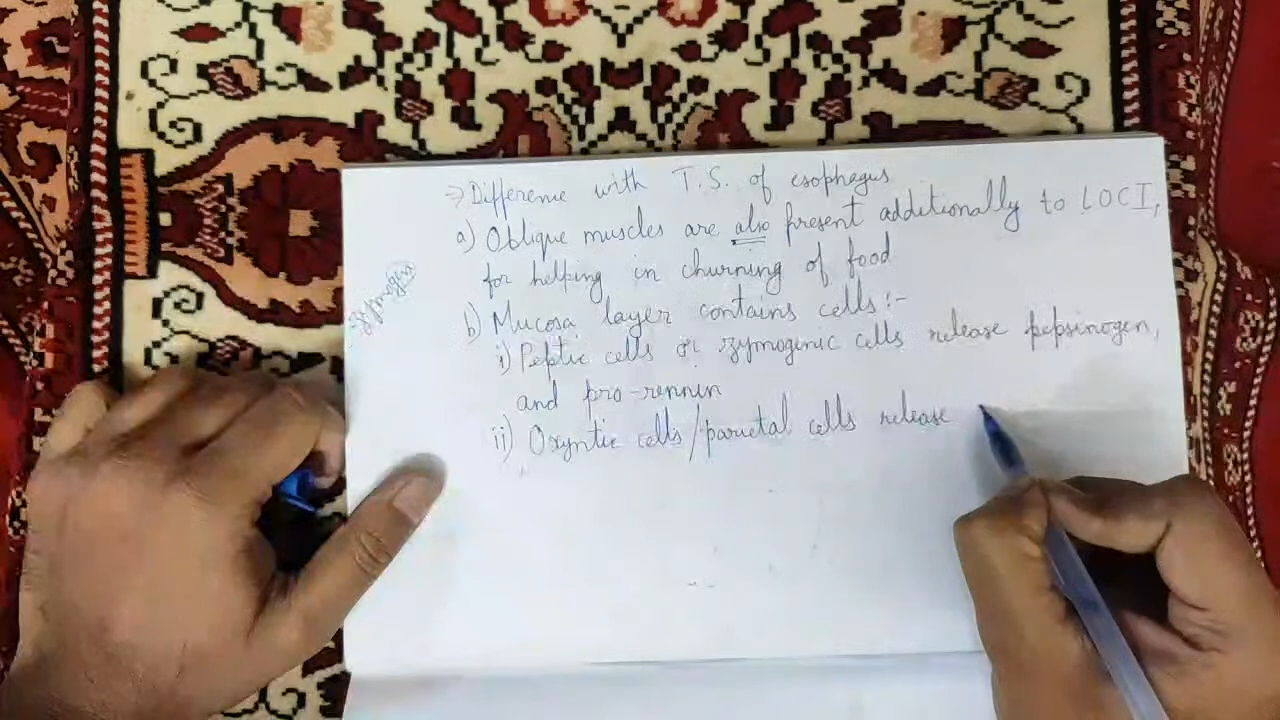 ⇒ Difference with T.S. of esophagus
a) Oblique muscles are also present additionally to LOCI,
for helping in churning of food
b) Mucosa layer contains cells:-
i) Peptic cells or zymogenic cells release pepsinogen,
and pro-rennin
ii) Oxyntic cells/parietal cells release